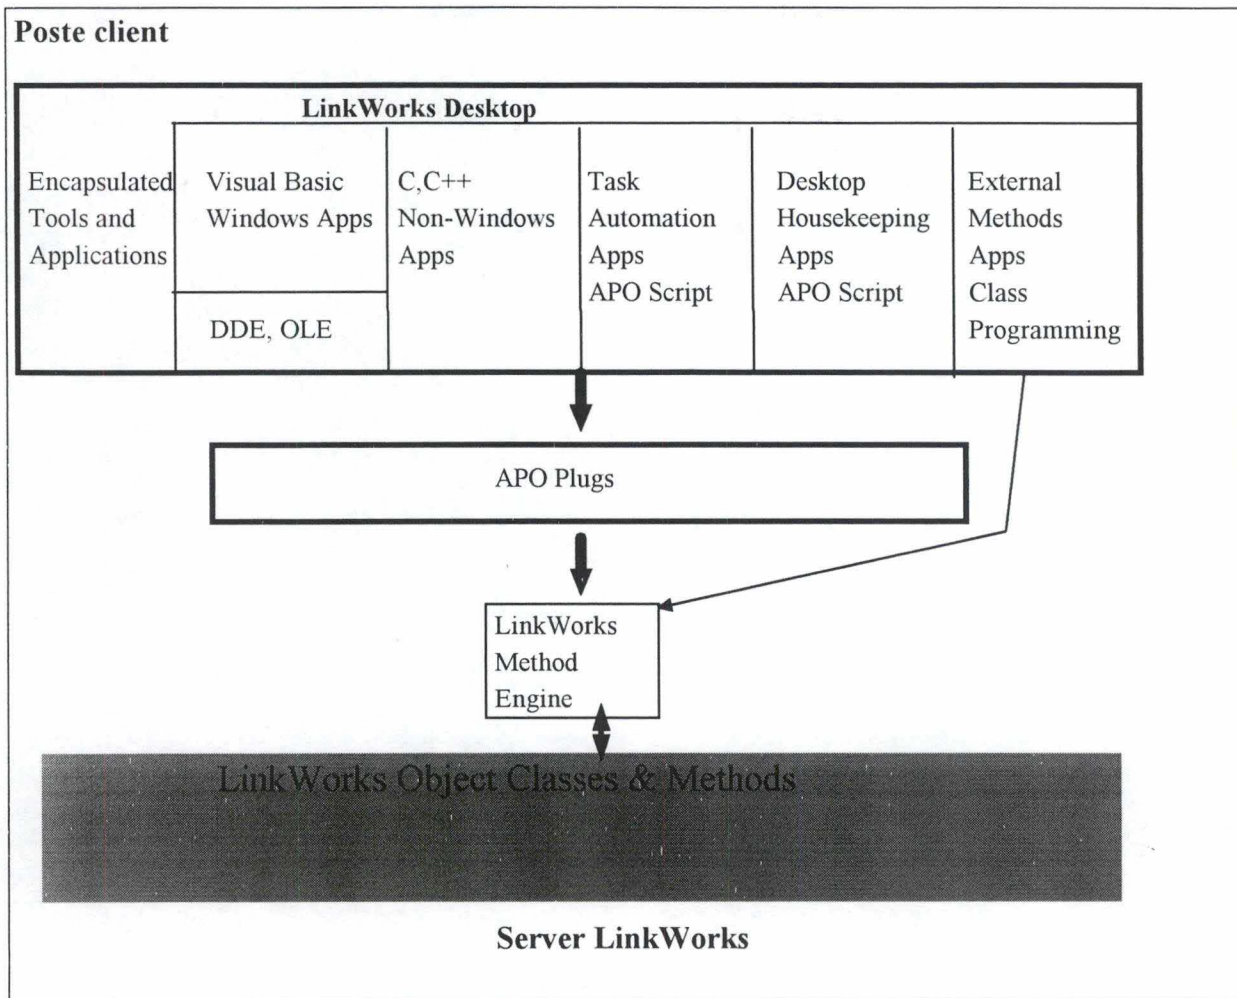 Poste client
LinkWorks Desktop
Encapsulated
Tools and
Applications
Visual Basic
Windows Apps
DDE, OLE
C,C++
Non-Windows
Apps
Task
Automation
Apps
APO Script
Desktop
Housekeeping
Apps
APO Script
External
Methods
Apps
Class
Programming
APO Plugs
LinkWorks
Method
Engine
LinkWorks Object Classes & Methods
Server LinkWorks